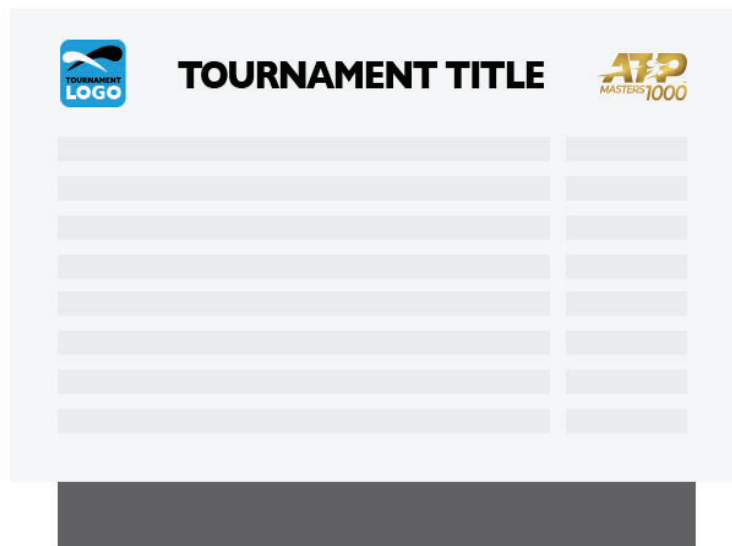 TOURNAMENT
LOGO
TOURNAMENT TITLE
ATP
MASTERS 1000